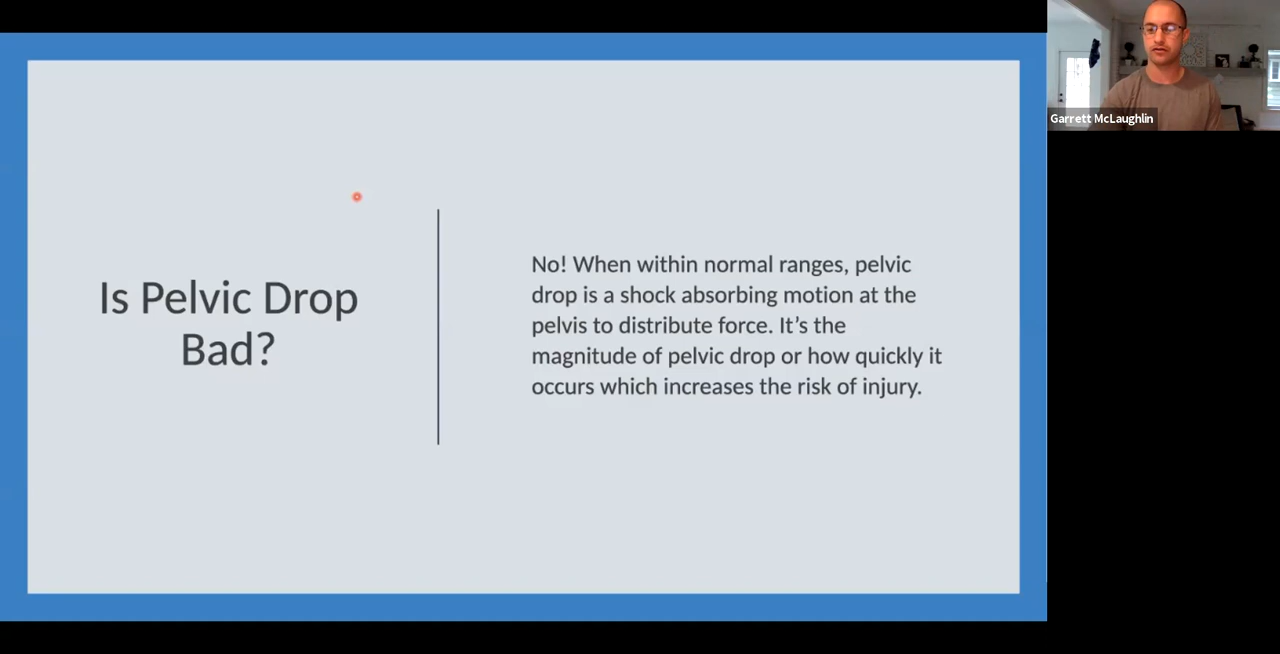 Is Pelvic Drop
Bad?
No! When within normal ranges, pelvic
drop is a shock absorbing motion at the
pelvis to distribute force. It’s the
magnitude of pelvic drop or how quickly it
occurs which increases the risk of injury.
Garrett McLaughlin